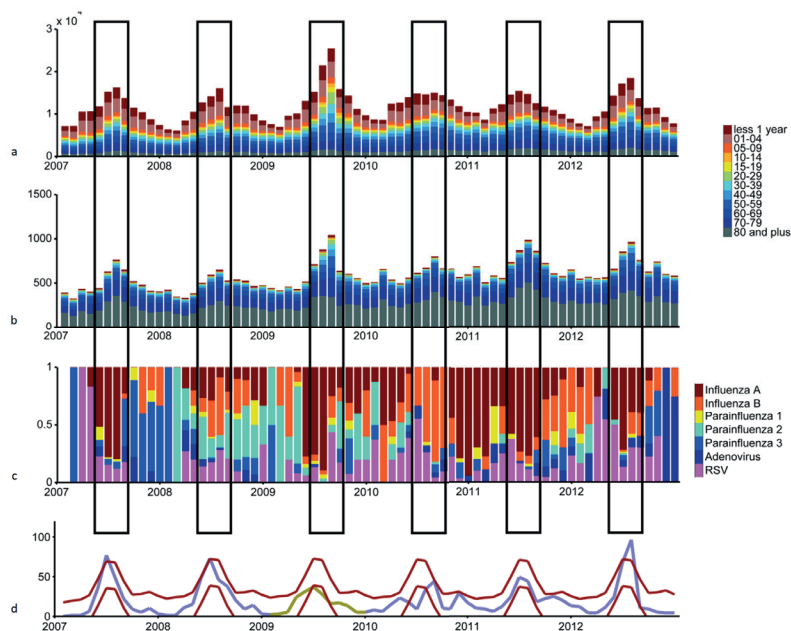 x 10⁴
3
2
1
0
a
2007 2008 2009 2010 2011 2012
less 1 year
01-04
05-09
10-14
15-19
20-29
30-39
40-49
50-59
60-69
70-79
80 and plus
1500
1000
500
0
b
2007 2008 2009 2010 2011 2012
1
0.5
0
c
2007 2008 2009 2010 2011 2012
Influenza A
Influenza B
Parainfluenza 1
Parainfluenza 2
Parainfluenza 3
Adenovirus
RSV
100
50
0
d
2007 2008 2009 2010 2011 2012